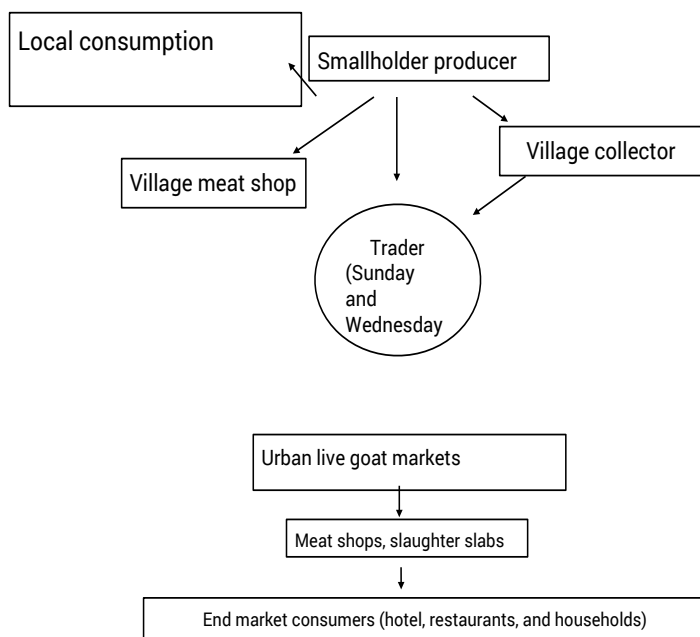 Local consumption
Smallholder producer
Village collector
Village meat shop
Trader
(Sunday
and
Wednesday
Urban live goat markets
Meat shops, slaughter slabs
End market consumers (hotel, restaurants, and households)